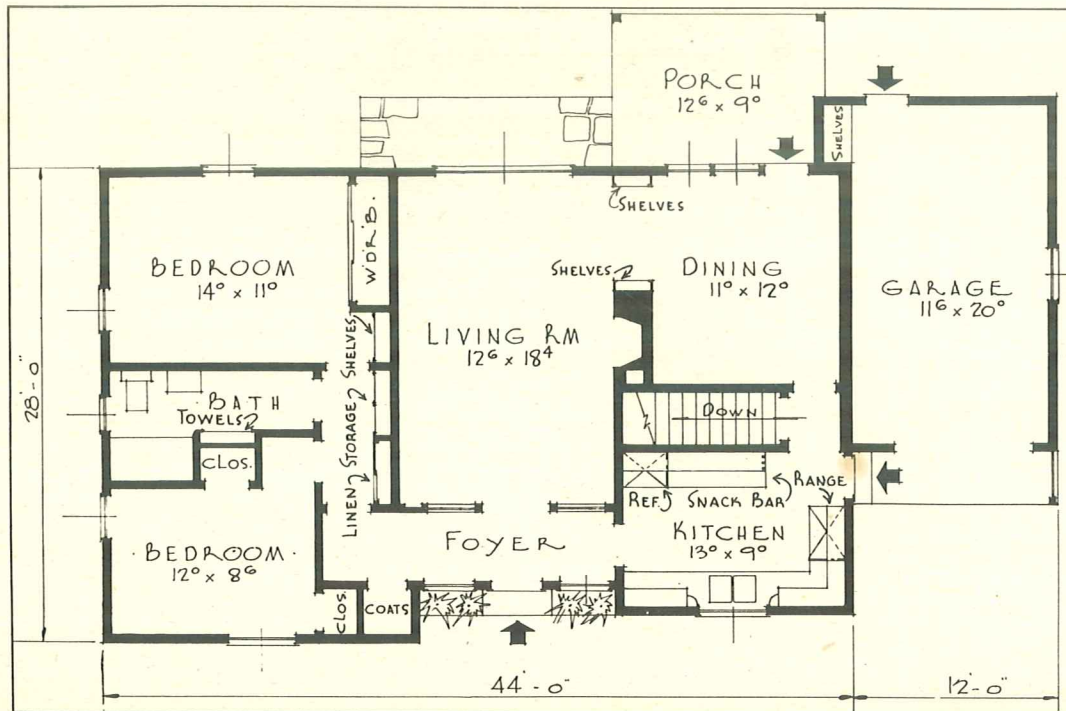 PORCH
12⁶ x 9⁰
SHELVES
SHELVES
BEDROOM
14⁰ x 11⁰
W'D'R'B.
SHELVES
DINING
11⁰ x 12⁰
GARAGE
11⁶ x 20⁰
LIVING RM
12⁶ x 18⁴
SHELVES
28'-0"
BATH
TOWELS
CLOS.
STORAGE
LINEN
DOWN
REF.
SNACK BAR
RANGE
KITCHEN
13⁰ x 9⁰
FOYER
BEDROOM
12⁰ x 8⁶
CLOS.
COATS
44'-0"
12'-0"